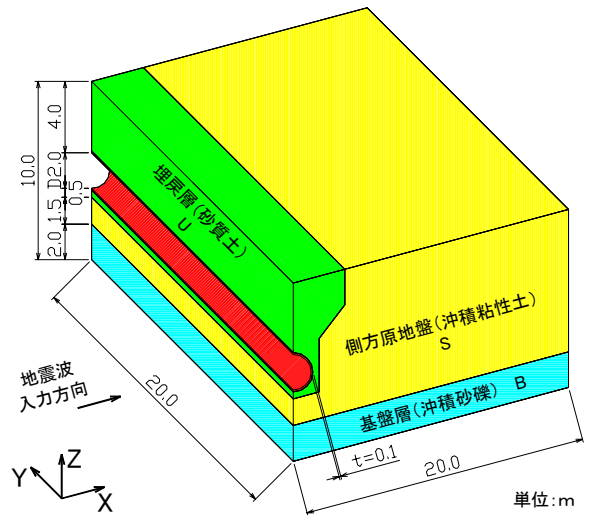 4.0
10.0
D2.0
0.5
1.5
2.0
埋戻層(砂質土)
U
側方原地盤(沖積粘性土)
S
基盤層(沖積砂礫) B
地震波
入力方向
20.0
t=0.1
20.0
Z
Y
X
単位:m